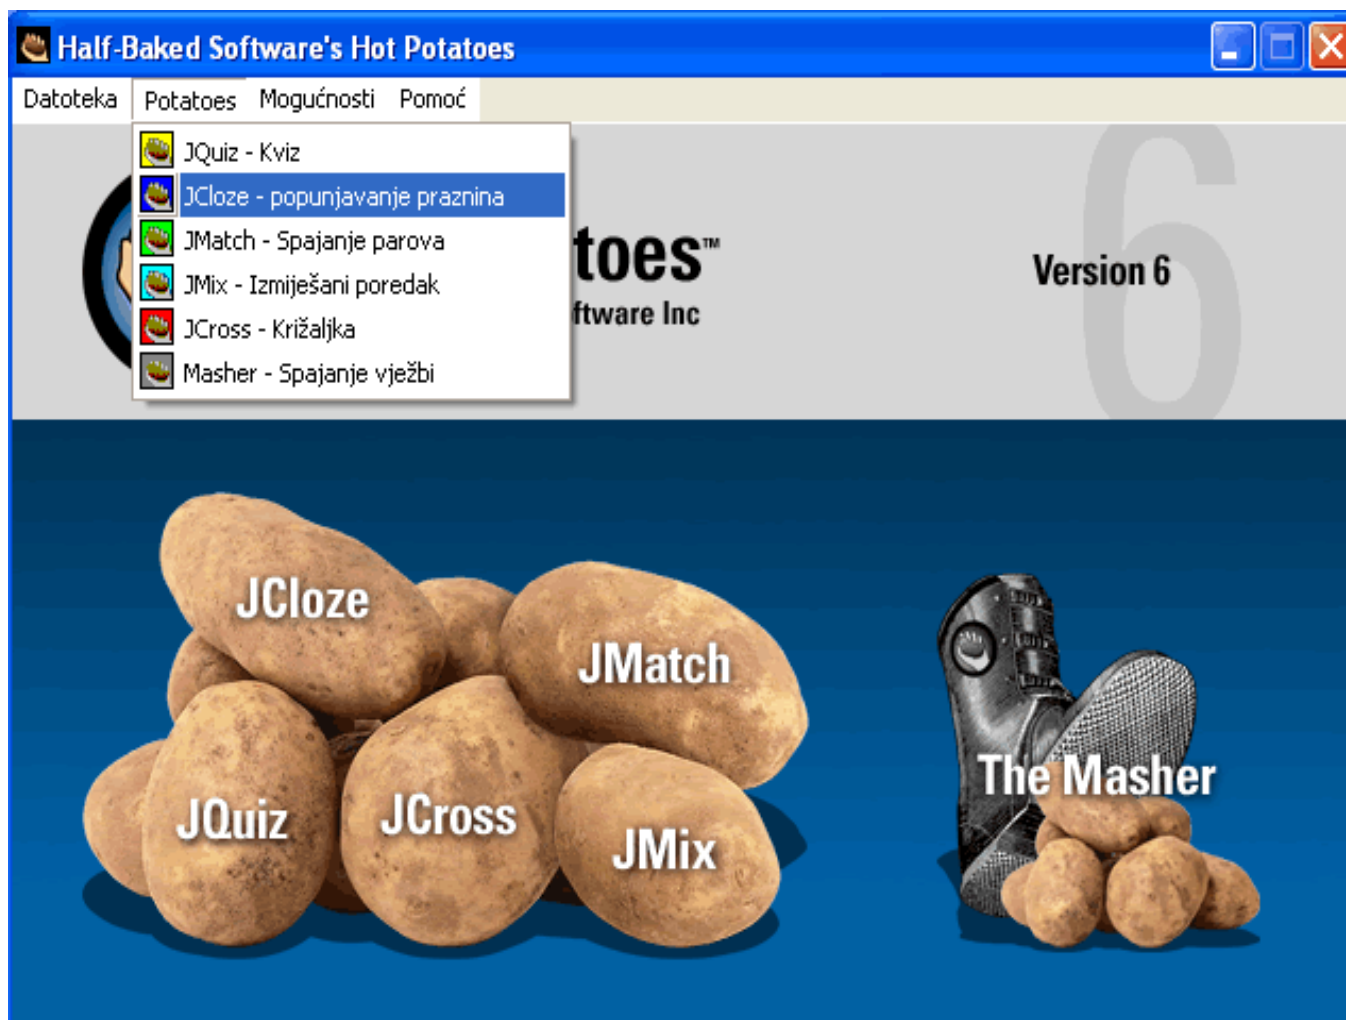 Half-Baked Software's Hot Potatoes
Datoteka Potatoes Mogućnosti Pomoć
JQuiz - Kviz
JCloze - popunjavanje praznina
JMatch - Spajanje parova
JMix - Izmiješani poredak
JCross - Križaljka
Masher - Spajanje vježbi
toes™
ftware Inc
Version 6
6
JCloze
JMatch
JQuiz
JCross
JMix
The Masher